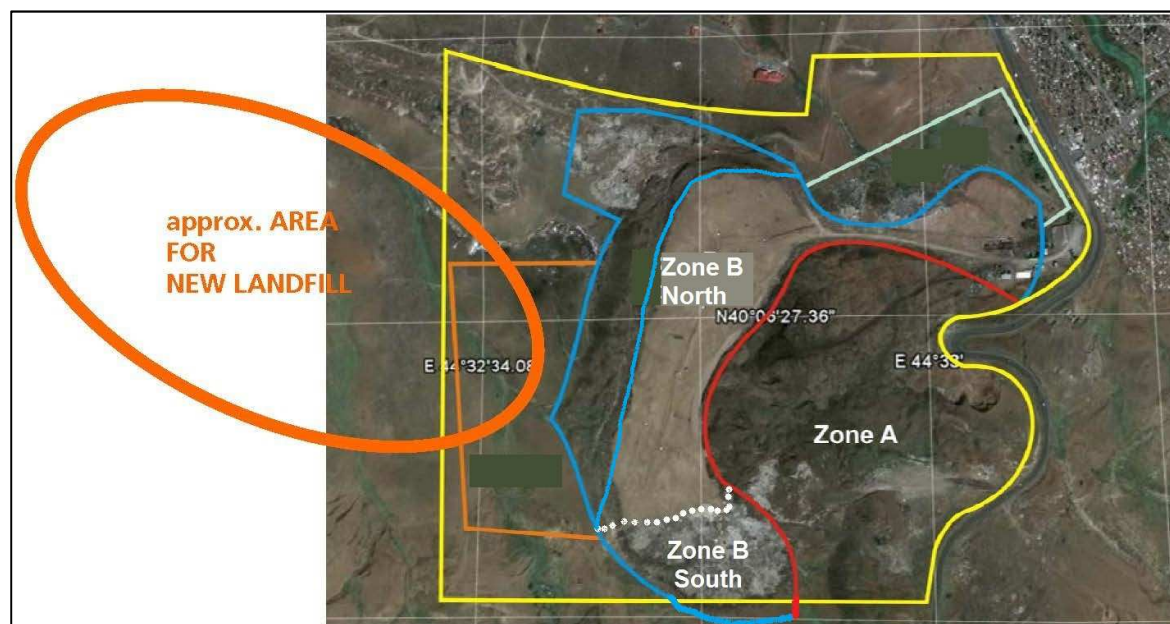 approx. AREA
FOR
NEW LANDFILL
Zone B
North
N40°06'27.36"
E 44°32'34.08
E 44°33'
Zone A
Zone B
South